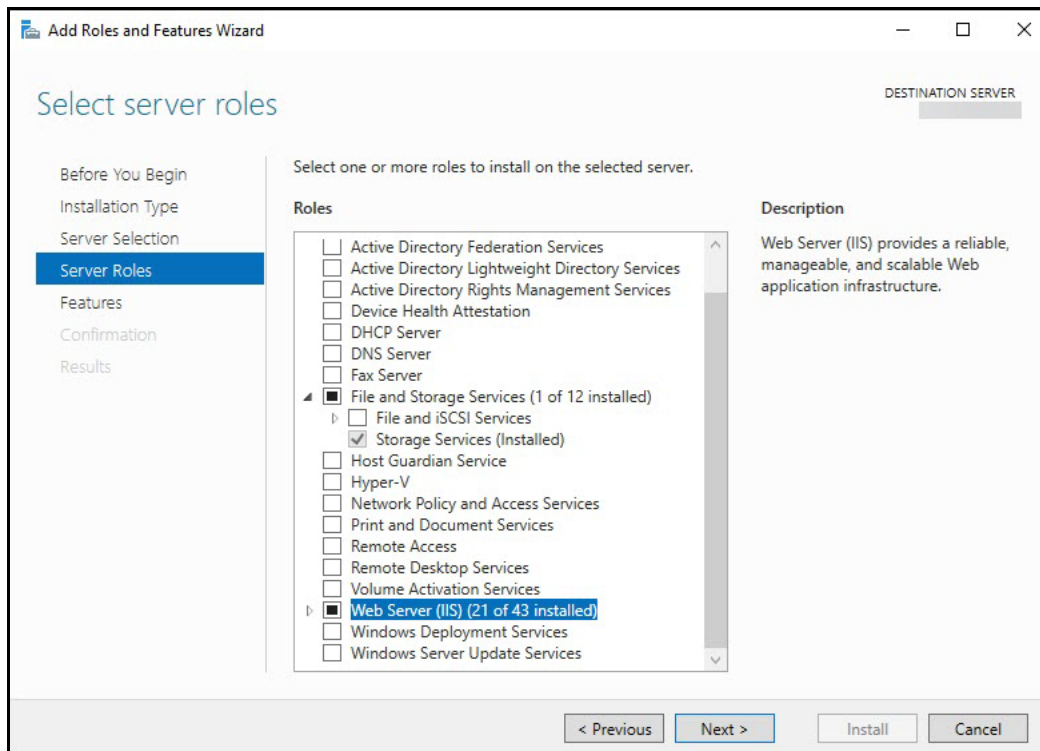 Add Roles and Features Wizard
Select server roles
DESTINATION SERVER
Before You Begin
Installation Type
Server Selection
Server Roles
Features
Confirmation
Results
Select one or more roles to install on the selected server.
Roles
Active Directory Federation Services
Active Directory Lightweight Directory Services
Active Directory Rights Management Services
Device Health Attestation
DHCP Server
DNS Server
Fax Server
File and Storage Services (1 of 12 installed)
File and iSCSI Services
Storage Services (Installed)
Host Guardian Service
Hyper-V
Network Policy and Access Services
Print and Document Services
Remote Access
Remote Desktop Services
Volume Activation Services
Web Server (IIS) (21 of 43 installed)
Windows Deployment Services
Windows Server Update Services
Description
Web Server (IIS) provides a reliable,
manageable, and scalable Web
application infrastructure.
< Previous
Next >
Install
Cancel